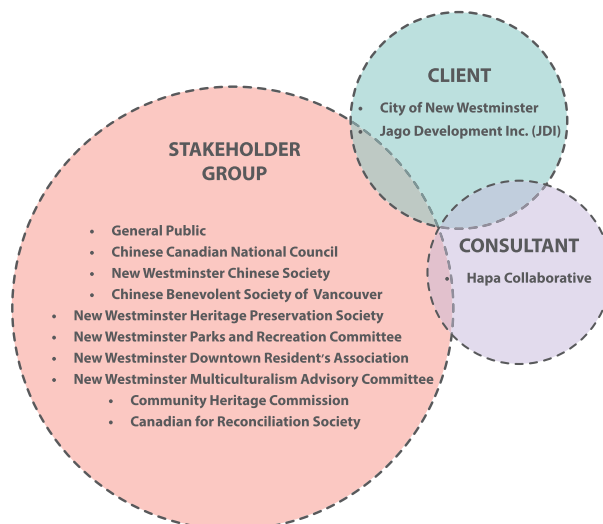 CLIENT
• City of New Westminster
• Jago Development Inc. (JDI)
STAKEHOLDER
GROUP
• General Public
• Chinese Canadian National Council
• New Westminster Chinese Society
• Chinese Benevolent Society of Vancouver
• New Westminster Heritage Preservation Society
• New Westminster Parks and Recreation Committee
• New Westminster Downtown Resident's Association
• New Westminster Multiculturalism Advisory Committee
• Community Heritage Commission
• Canadian for Reconciliation Society
CONSULTANT
• Hapa Collaborative